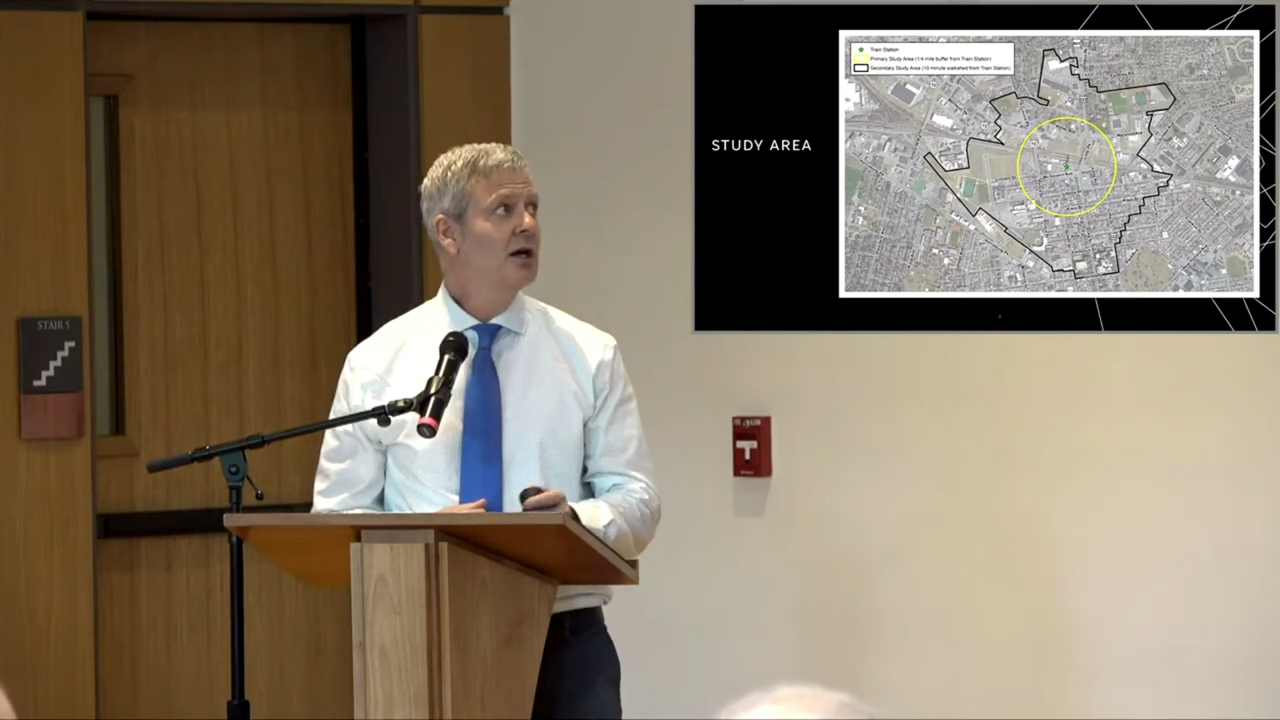 STUDY AREA
Train Station
Primary Study Area (1/4 mile buffer from Train Station)
Secondary Study Area (10 minute walkshed from Train Station)
STAIR 5